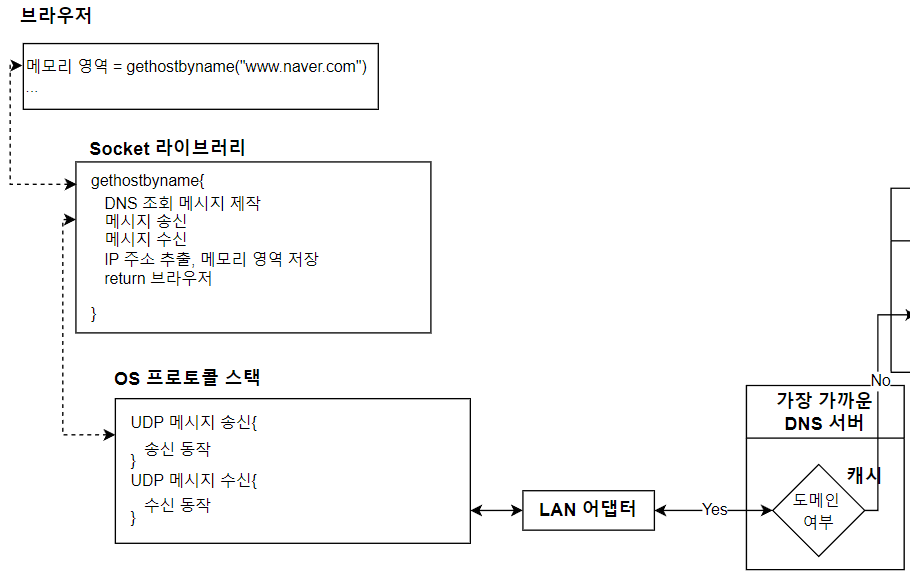 브라우저
메모리 영역 = gethostbyname("www.naver.com")
...
Socket 라이브러리
gethostbyname{
DNS 조회 메시지 제작
메시지 송신
메시지 수신
IP 주소 추출, 메모리 영역 저장
return 브라우저
}
OS 프로토콜 스택
UDP 메시지 송신{
송신 동작
}
UDP 메시지 수신{
수신 동작
}
LAN 어댑터
Yes
No
가장 가까운
DNS 서버
캐시
도메인
여부